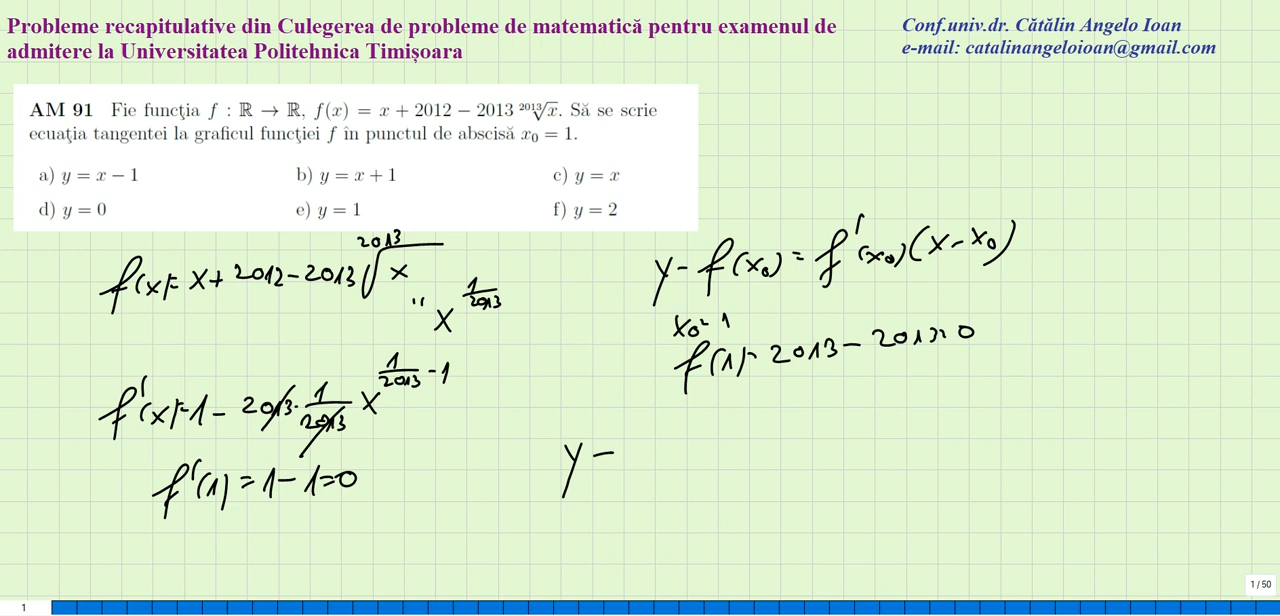 Probleme recapitulative din Culegerea de probleme de matematică pentru examenul de
admitere la Universitatea Politehnica Timișoara
Conf.univ.dr. Cătălin Angelo Ioan
e-mail: catalinangeloioan@gmail.com
AM 91 Fie funcţia f : ℝ → ℝ, f(x) = x + 2012 − 2013 ²⁰¹³√x. Să se scrie
ecuaţia tangentei la graficul funcţiei f în punctul de abscisă x₀ = 1.
a) y = x − 1 b) y = x + 1 c) y = x
d) y = 0 e) y = 1 f) y = 2
f(x)= x + 2012 − 2013 ²⁰¹³√x
" x^(1/2013)
f'(x)= 1 − 2013 · 1/2013 x^(1/2013 − 1)
f'(1) = 1 − 1 = 0
y − f(x₀) = f'(x₀)(x − x₀)
x₀ = 1
f(1) = 2013 − 2013 = 0
y −
1 / 50
1